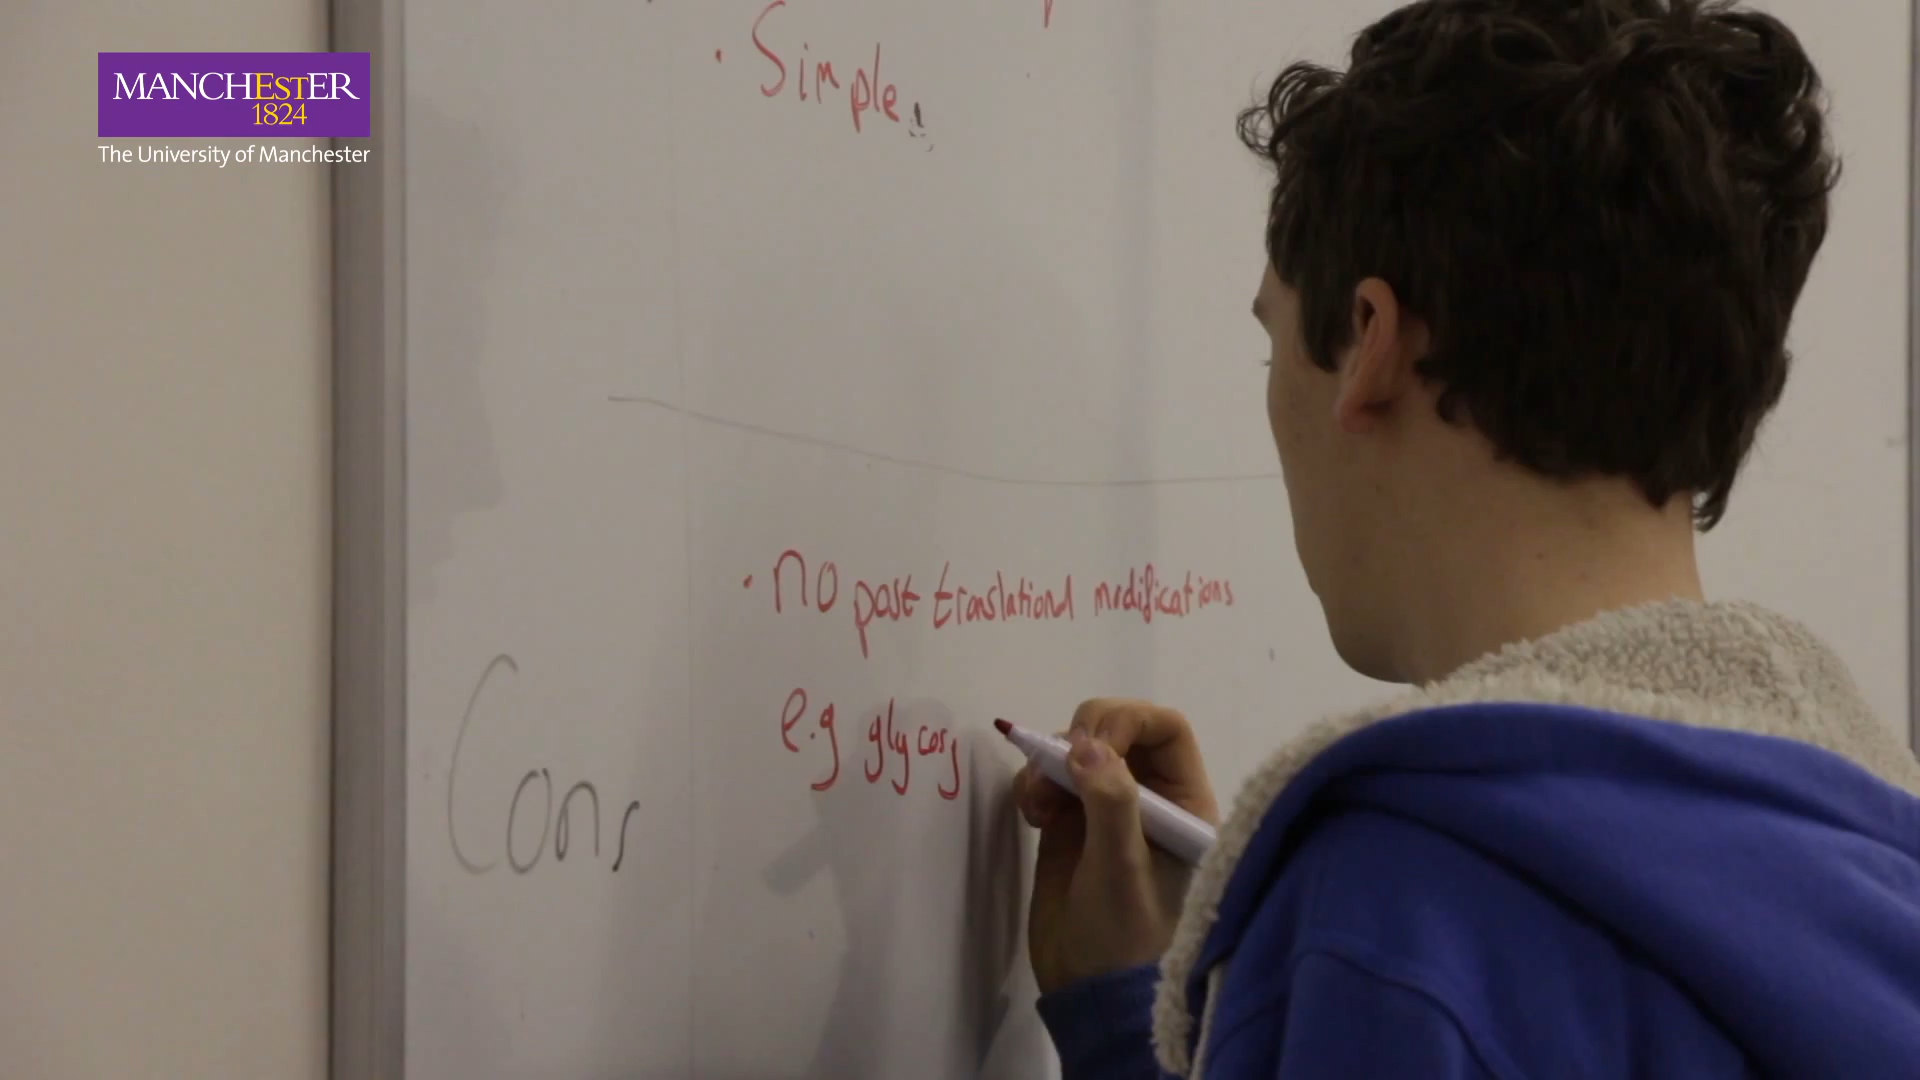 MANCHESTER
1824
The University of Manchester
• Simple
• no post translational modifications
e.g glycosy
Cons